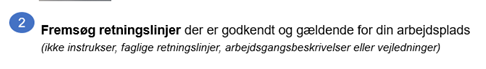 2
Fremsøg retningslinjer der er godkendt og gældende for din arbejdsplads
(ikke instrukser, faglige retningslinjer, arbejdsgangsbeskrivelser eller vejledninger)